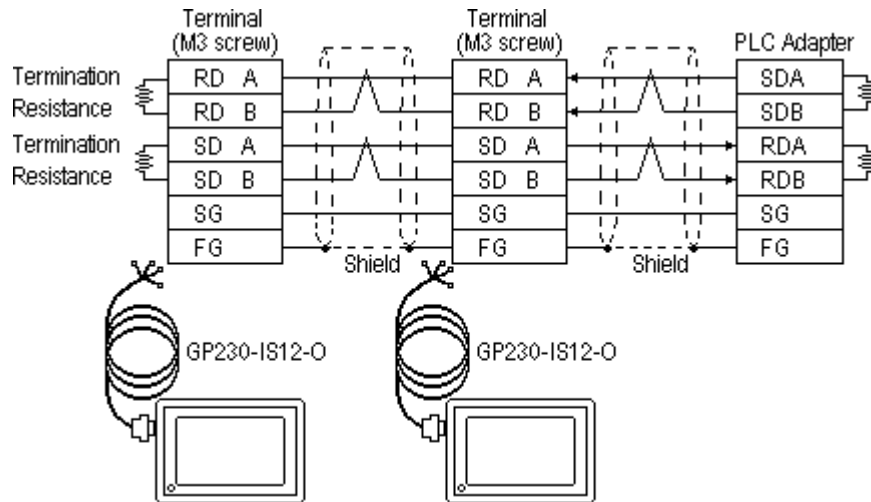 Terminal
(M3 screw)
Terminal
(M3 screw)
PLC Adapter
Termination
Resistance
Termination
Resistance
RD A
RD B
SD A
SD B
SG
FG
RD A
RD B
SD A
SD B
SG
FG
SDA
SDB
RDA
RDB
SG
FG
Shield
Shield
GP230-IS12-O
GP230-IS12-O